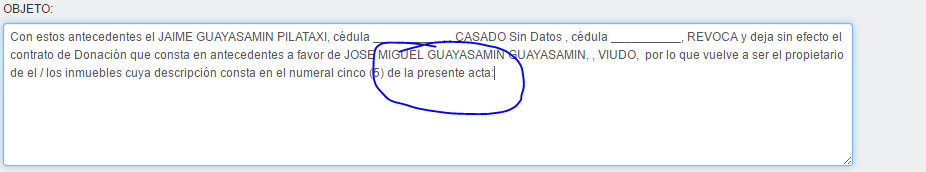 OBJETO:
Con estos antecedentes el JAIME GUAYASAMIN PILATAXI, cédula ___________, , CASADO Sin Datos , cédula ___________, REVOCA y deja sin efecto el
contrato de Donación que consta en antecedentes a favor de JOSE MIGUEL GUAYASAMIN GUAYASAMIN, , VIUDO, por lo que vuelve a ser el propietario
de el / los inmuebles cuya descripción consta en el numeral cinco (5) de la presente acta: